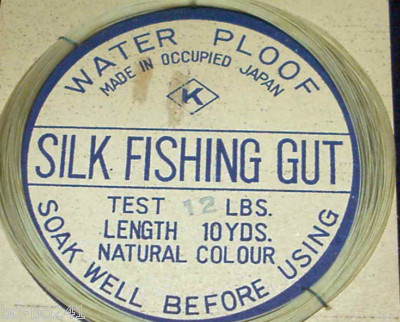 WATER PLOOF
MADE IN OCCUPIED JAPAN
K
SILK FISHING GUT
TEST 12 LBS.
LENGTH 10YDS.
NATURAL COLOUR
SOAK WELL BEFORE USING